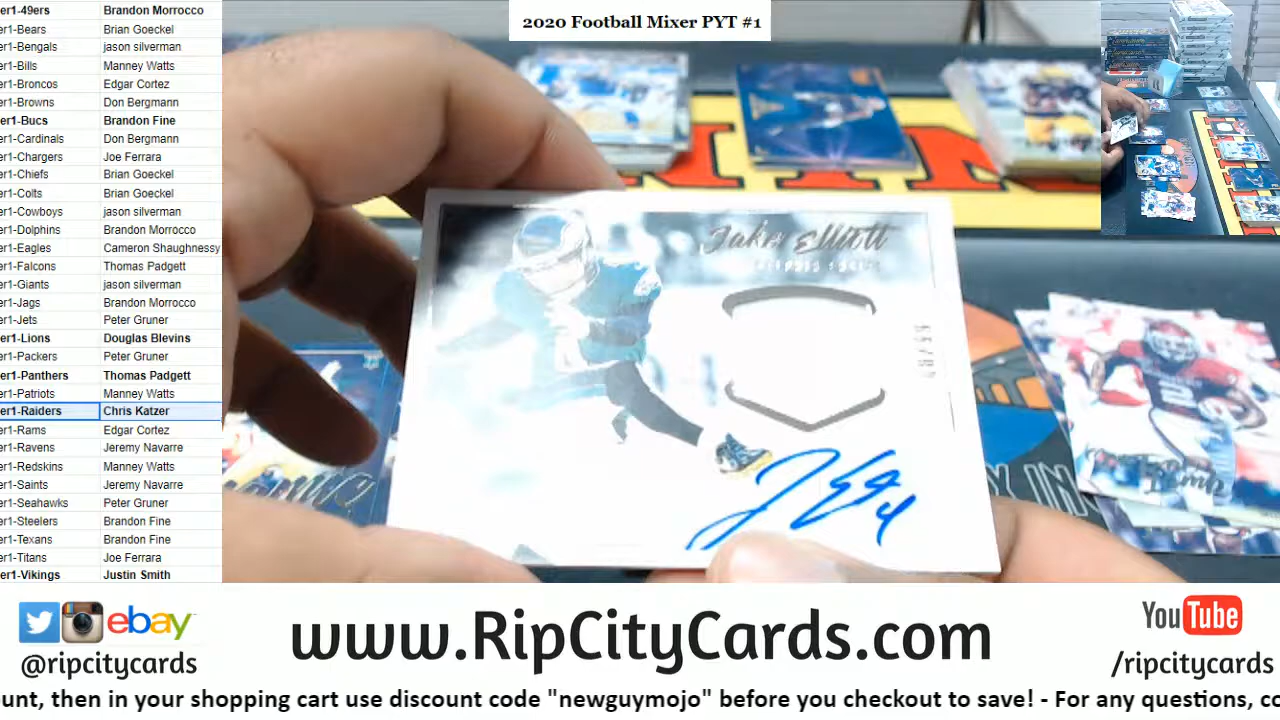 2020 Football Mixer PYT #1
er1-49ers Brandon Morrocco
er1-Bears Brian Goeckel
er1-Bengals jason silverman
er1-Bills Manney Watts
er1-Broncos Edgar Cortez
er1-Browns Don Bergmann
er1-Bucs Brandon Fine
er1-Cardinals Don Bergmann
er1-Chargers Joe Ferrara
er1-Chiefs Brian Goeckel
er1-Colts Brian Goeckel
er1-Cowboys jason silverman
er1-Dolphins Brandon Morrocco
er1-Eagles Cameron Shaughnessy
er1-Falcons Thomas Padgett
er1-Giants jason silverman
er1-Jags Brandon Morrocco
er1-Jets Peter Gruner
er1-Lions Douglas Blevins
er1-Packers Peter Gruner
er1-Panthers Thomas Padgett
er1-Patriots Manney Watts
er1-Raiders Chris Katzer
er1-Rams Edgar Cortez
er1-Ravens Jeremy Navarre
er1-Redskins Manney Watts
er1-Saints Jeremy Navarre
er1-Seahawks Peter Gruner
er1-Steelers Brandon Fine
er1-Texans Brandon Fine
er1-Titans Joe Ferrara
er1-Vikings Justin Smith
Jake Elliott
ebay
@ripcitycards
www.RipCityCards.com
YouTube
/ripcitycards
ount, then in your shopping cart use discount code "newguymojo" before you checkout to save! - For any questions, co